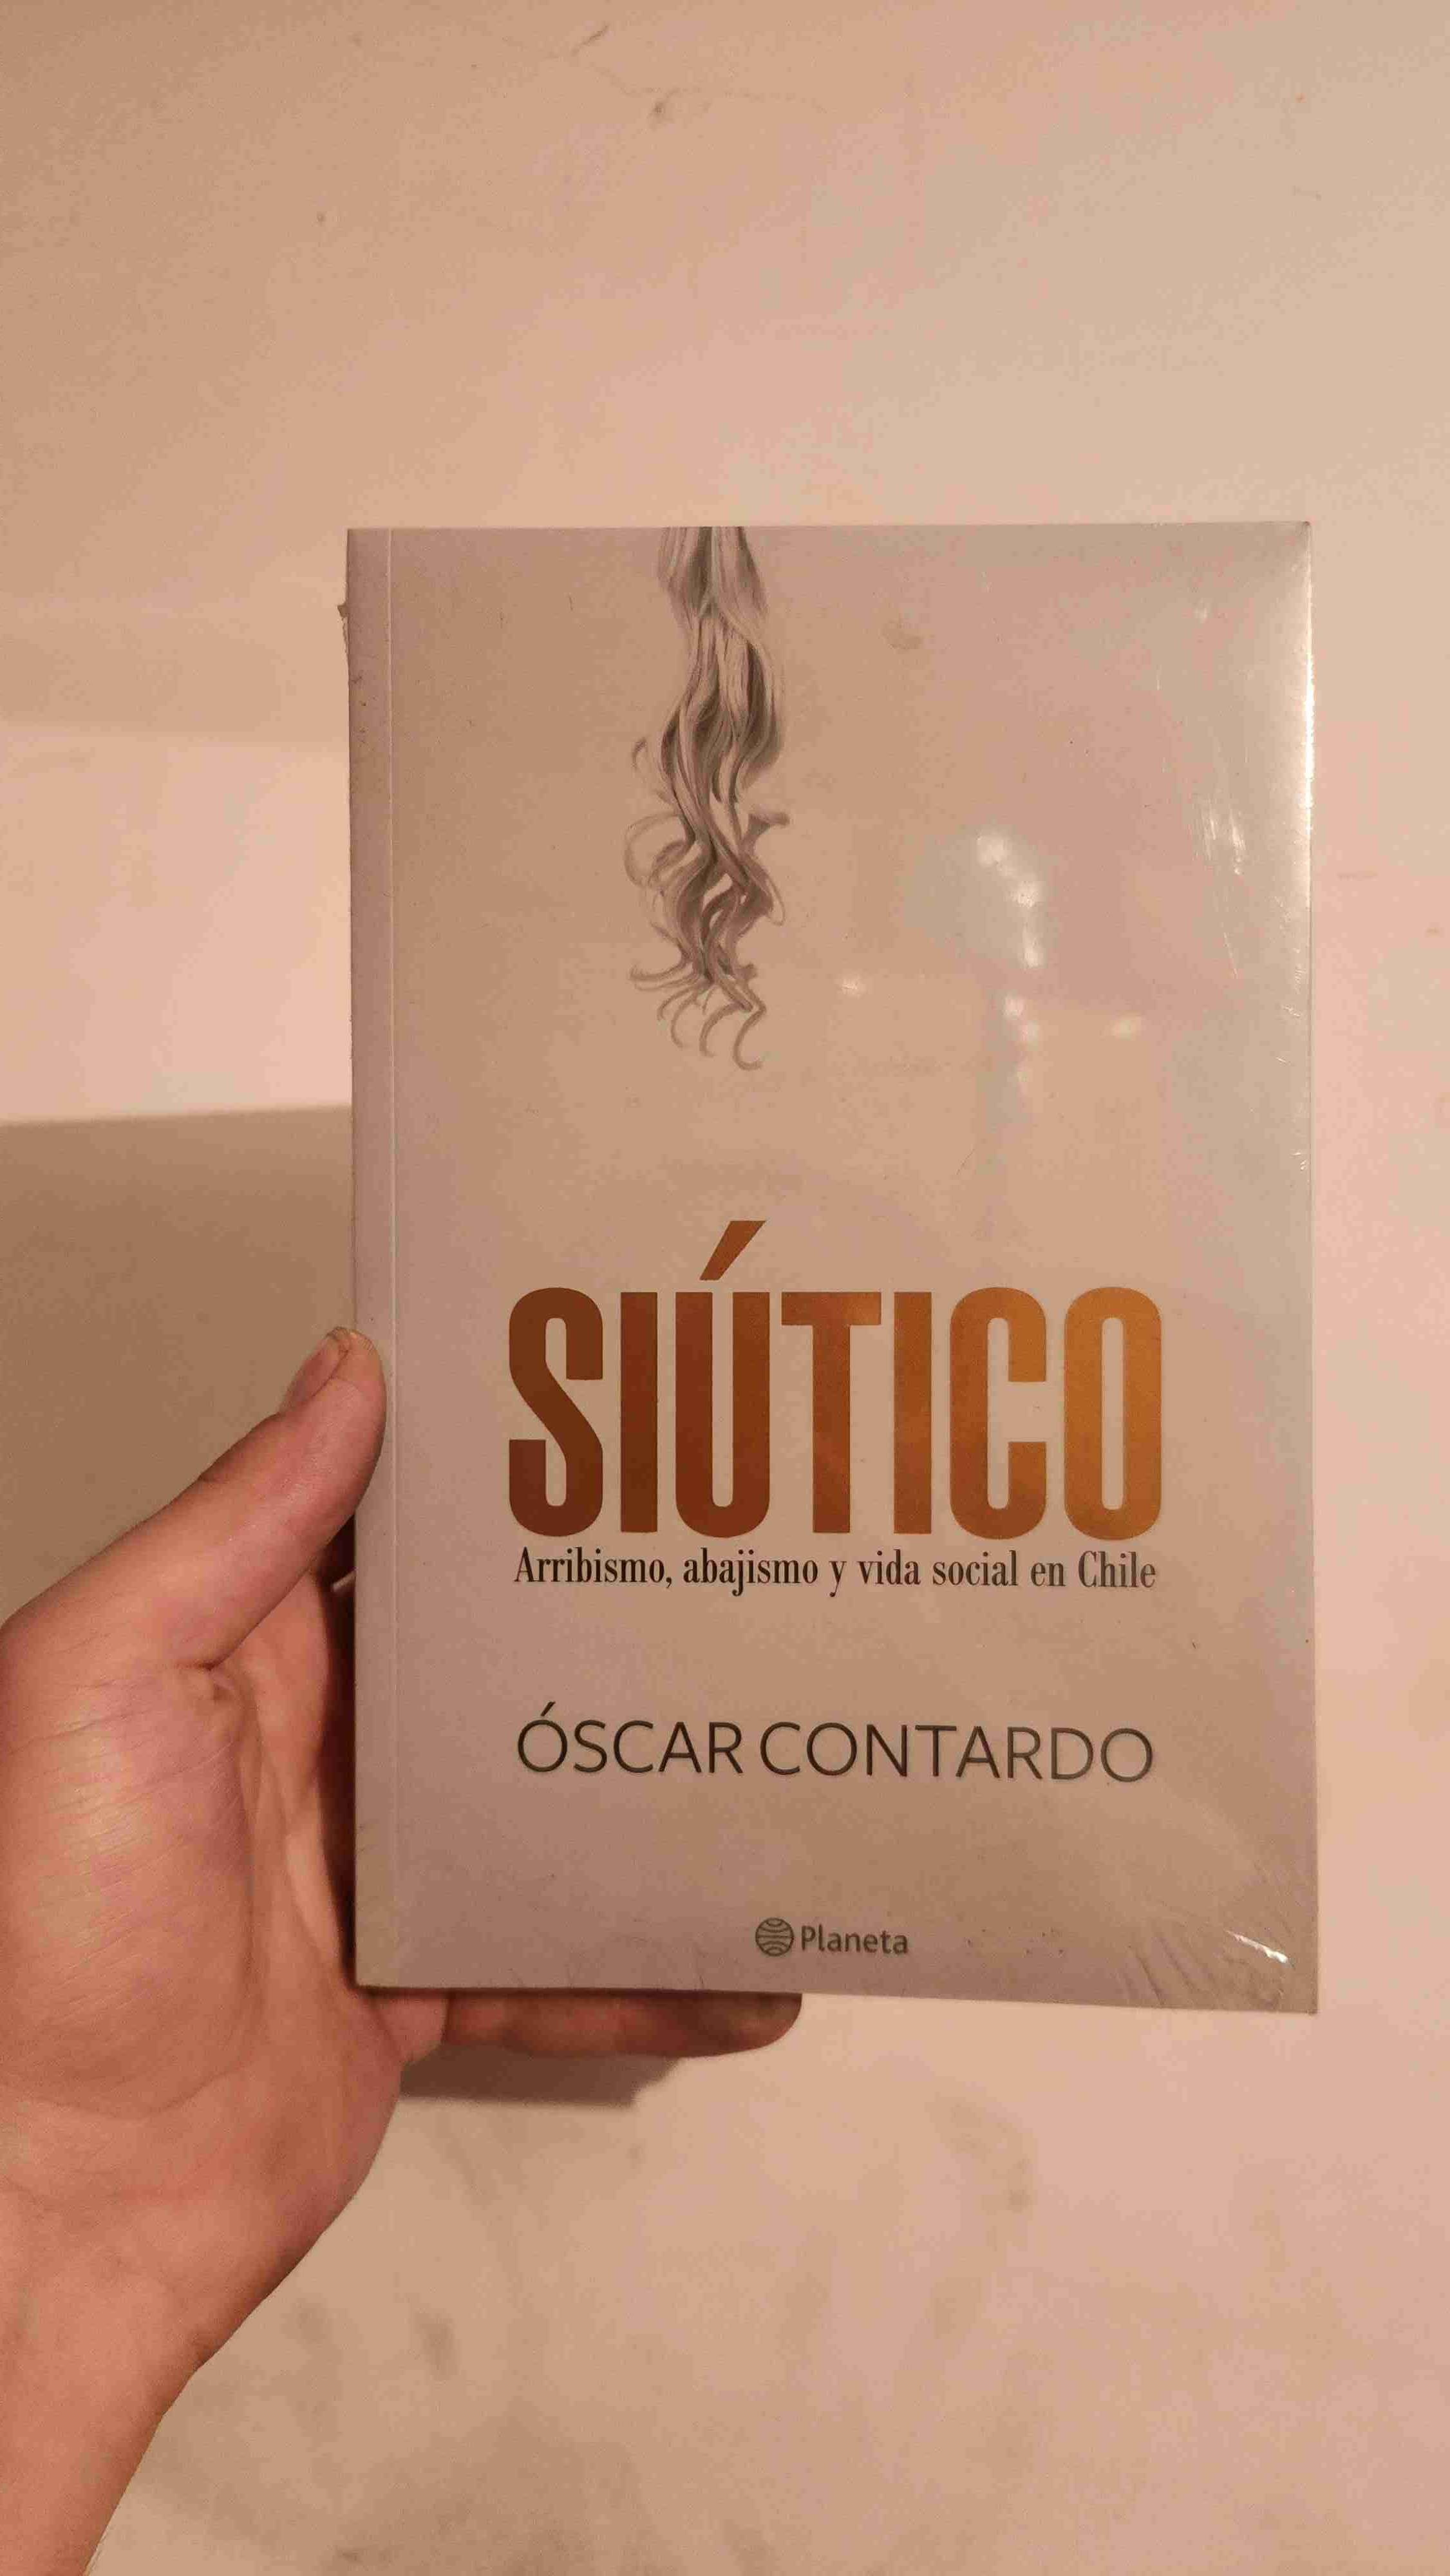 SIÚTICO
Arribismo, abajismo y vida social en Chile
ÓSCAR CONTARDO
Planeta